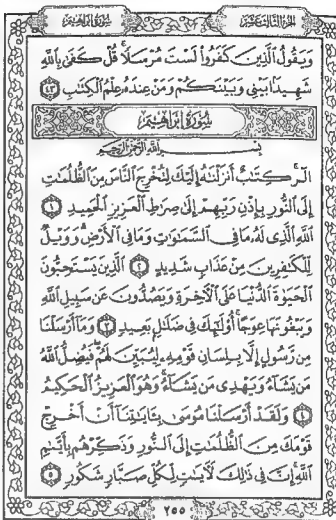 الجزء الثالث عشر سورة إبراهيم
وَيَقُولُ ٱلَّذِينَ كَفَرُوا۟ لَسْتَ مُرْسَلًا ۚ قُلْ كَفَىٰ بِٱللَّهِ
شَهِيدًۢا بَيْنِى وَبَيْنَكُمْ وَمَنْ عِندَهُۥ عِلْمُ ٱلْكِتَٰبِ ٤٣
سُورَةُ إِبْرَاهِيمَ
بِسْمِ ٱللَّهِ ٱلرَّحْمَٰنِ ٱلرَّحِيمِ
الٓر ۚ كِتَٰبٌ أَنزَلْنَٰهُ إِلَيْكَ لِتُخْرِجَ ٱلنَّاسَ مِنَ ٱلظُّلُمَٰتِ
إِلَى ٱلنُّورِ بِإِذْنِ رَبِّهِمْ إِلَىٰ صِرَٰطِ ٱلْعَزِيزِ ٱلْحَمِيدِ ١
ٱللَّهِ ٱلَّذِى لَهُۥ مَا فِى ٱلسَّمَٰوَٰتِ وَمَا فِى ٱلْأَرْضِ ۗ وَوَيْلٌ
لِّلْكَٰفِرِينَ مِنْ عَذَابٍ شَدِيدٍ ٢ ٱلَّذِينَ يَسْتَحِبُّونَ
ٱلْحَيَوٰةَ ٱلدُّنْيَا عَلَى ٱلْءَاخِرَةِ وَيَصُدُّونَ عَن سَبِيلِ ٱللَّهِ
وَيَبْغُونَهَا عِوَجًا ۚ أُو۟لَٰٓئِكَ فِى ضَلَٰلٍۭ بَعِيدٍ ٣ وَمَآ أَرْسَلْنَا
مِن رَّسُولٍ إِلَّا بِلِسَانِ قَوْمِهِۦ لِيُبَيِّنَ لَهُمْ ۖ فَيُضِلُّ ٱللَّهُ
مَن يَشَآءُ وَيَهْدِى مَن يَشَآءُ ۚ وَهُوَ ٱلْعَزِيزُ ٱلْحَكِيمُ
٤ وَلَقَدْ أَرْسَلْنَا مُوسَىٰ بِـَٔايَٰتِنَآ أَنْ أَخْرِجْ
قَوْمَكَ مِنَ ٱلظُّلُمَٰتِ إِلَى ٱلنُّورِ وَذَكِّرْهُم بِأَيَّىٰمِ
ٱللَّهِ ۚ إِنَّ فِى ذَٰلِكَ لَءَايَٰتٍ لِّكُلِّ صَبَّارٍ شَكُورٍ ٥
٢٥٥